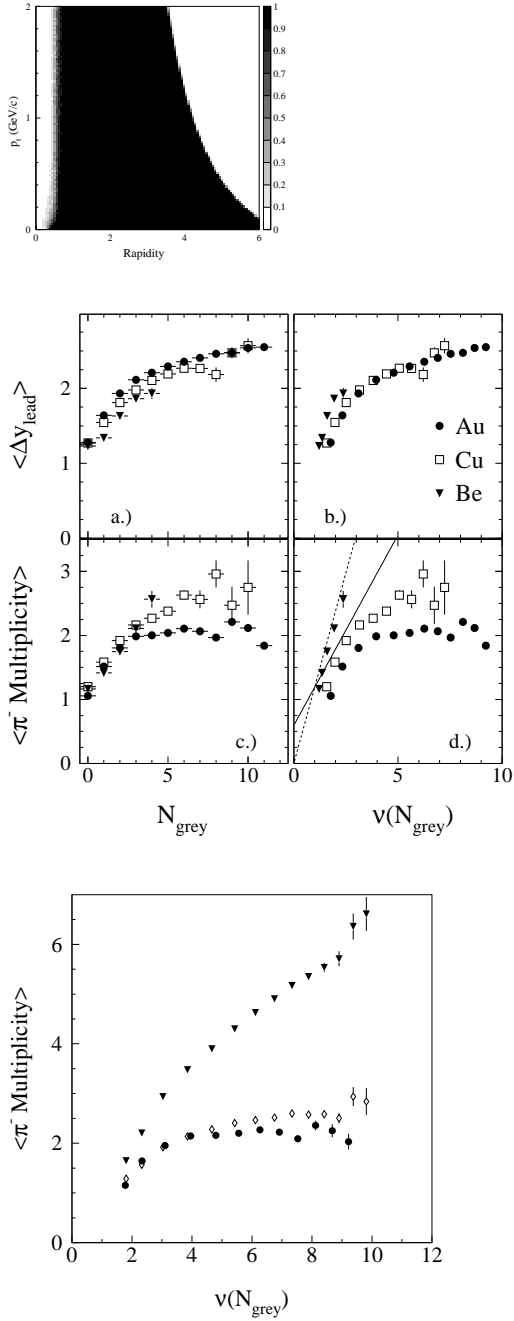 2
1
0
p_t (GeV/c)
0 2 4 6
Rapidity
1
0.9
0.8
0.7
0.6
0.5
0.4
0.3
0.2
0.1
0
<Δy_lead>
2
1
0
a.)
b.)
Au
Cu
Be
<π⁻ Multiplicity>
3
2
1
0
c.)
d.)
0 5 10
0 5 10
N_grey
ν(N_grey)
<π⁻ Multiplicity>
6
4
2
0
0 2 4 6 8 10 12
ν(N_grey)